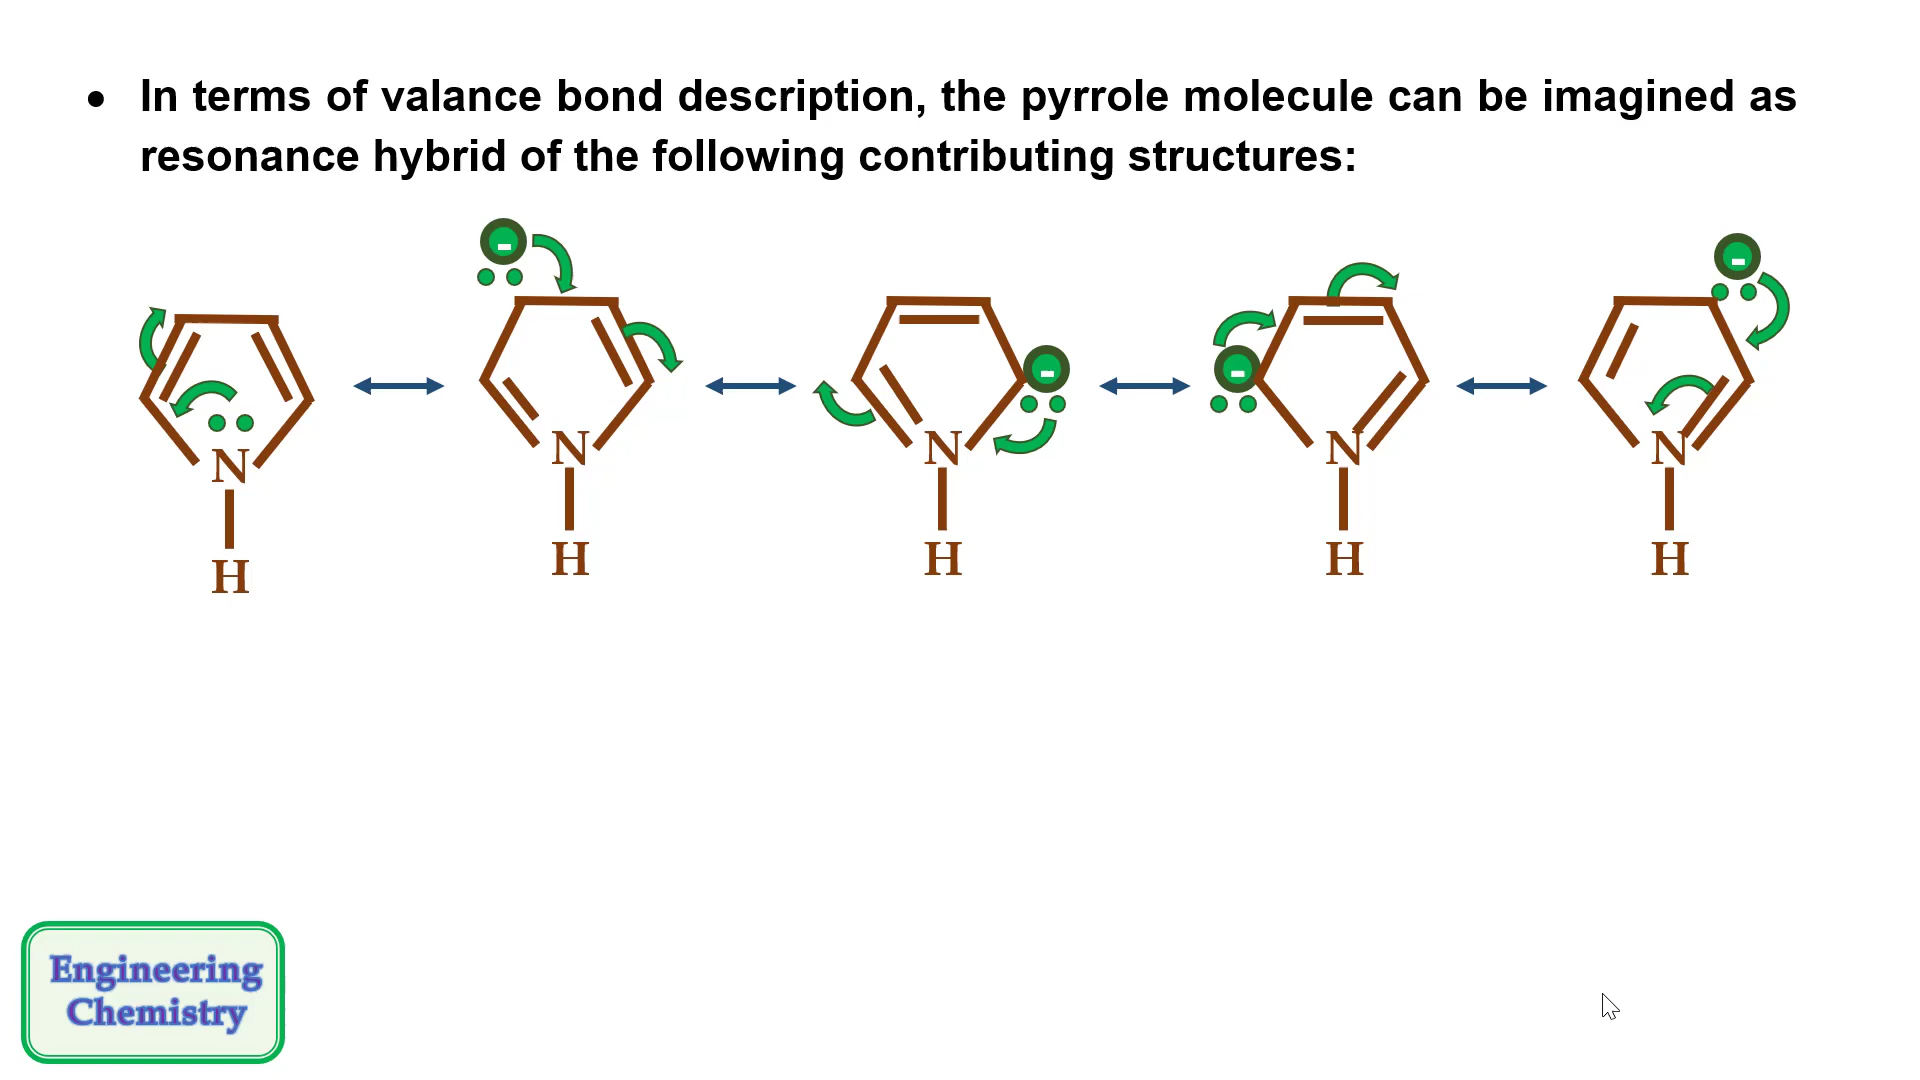 • In terms of valance bond description, the pyrrole molecule can be imagined as
resonance hybrid of the following contributing structures:
- -
- -
N N N N N
H H H H H
Engineering
Chemistry